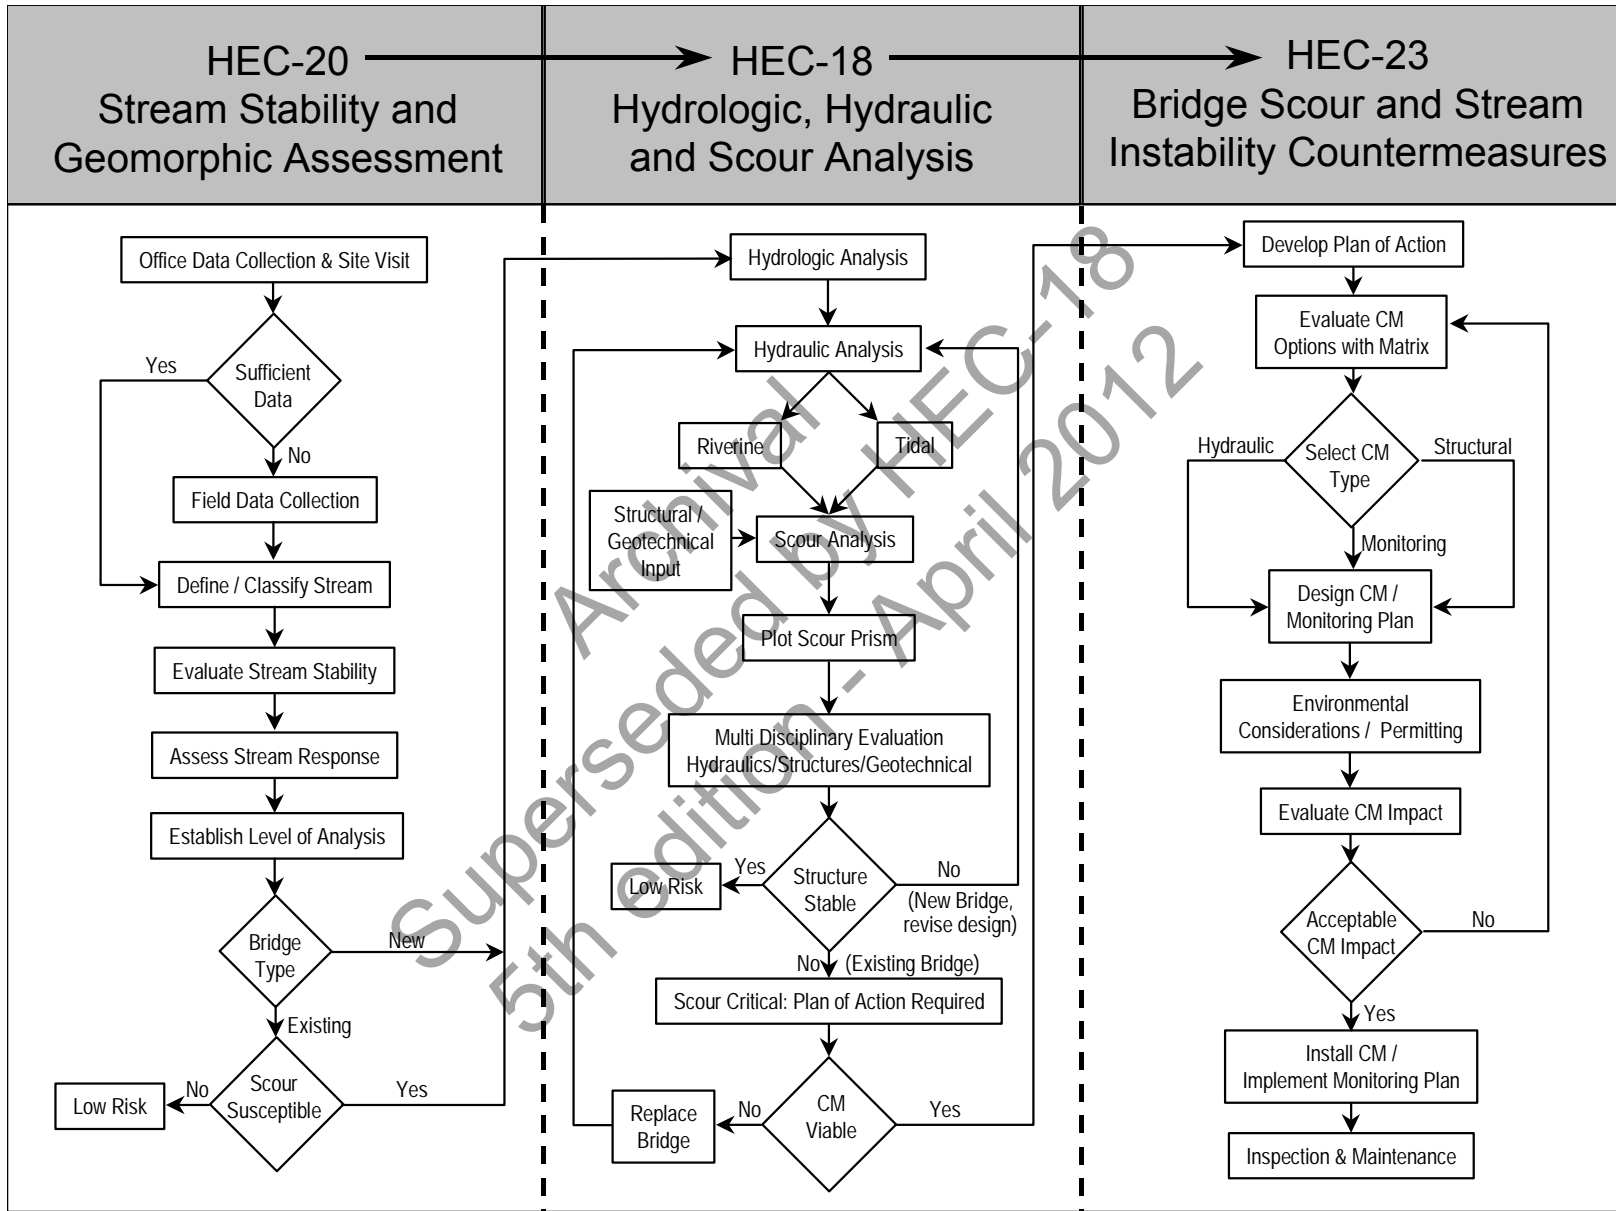 HEC-20
Stream Stability and
Geomorphic Assessment
HEC-18
Hydrologic, Hydraulic
and Scour Analysis
HEC-23
Bridge Scour and Stream
Instability Countermeasures
Office Data Collection & Site Visit
Yes
Sufficient
Data
No
Field Data Collection
Define / Classify Stream
Evaluate Stream Stability
Assess Stream Response
Establish Level of Analysis
Bridge
Type
New
Existing
Scour
Susceptible
No
Low Risk
Yes
Hydrologic Analysis
Hydraulic Analysis
Riverine
Tidal
Structural /
Geotechnical
Input
Scour Analysis
Plot Scour Prism
Multi Disciplinary Evaluation
Hydraulics/Structures/Geotechnical
Structure
Stable
Yes
Low Risk
No
(New Bridge,
revise design)
No
(Existing Bridge)
Scour Critical: Plan of Action Required
CM
Viable
No
Replace
Bridge
Yes
Develop Plan of Action
Evaluate CM
Options with Matrix
Select CM
Type
Hydraulic
Structural
Monitoring
Design CM /
Monitoring Plan
Environmental
Considerations / Permitting
Evaluate CM Impact
Acceptable
CM Impact
No
Yes
Install CM /
Implement Monitoring Plan
Inspection & Maintenance
Archival
Superseded by HEC-18
5th edition - April 2012